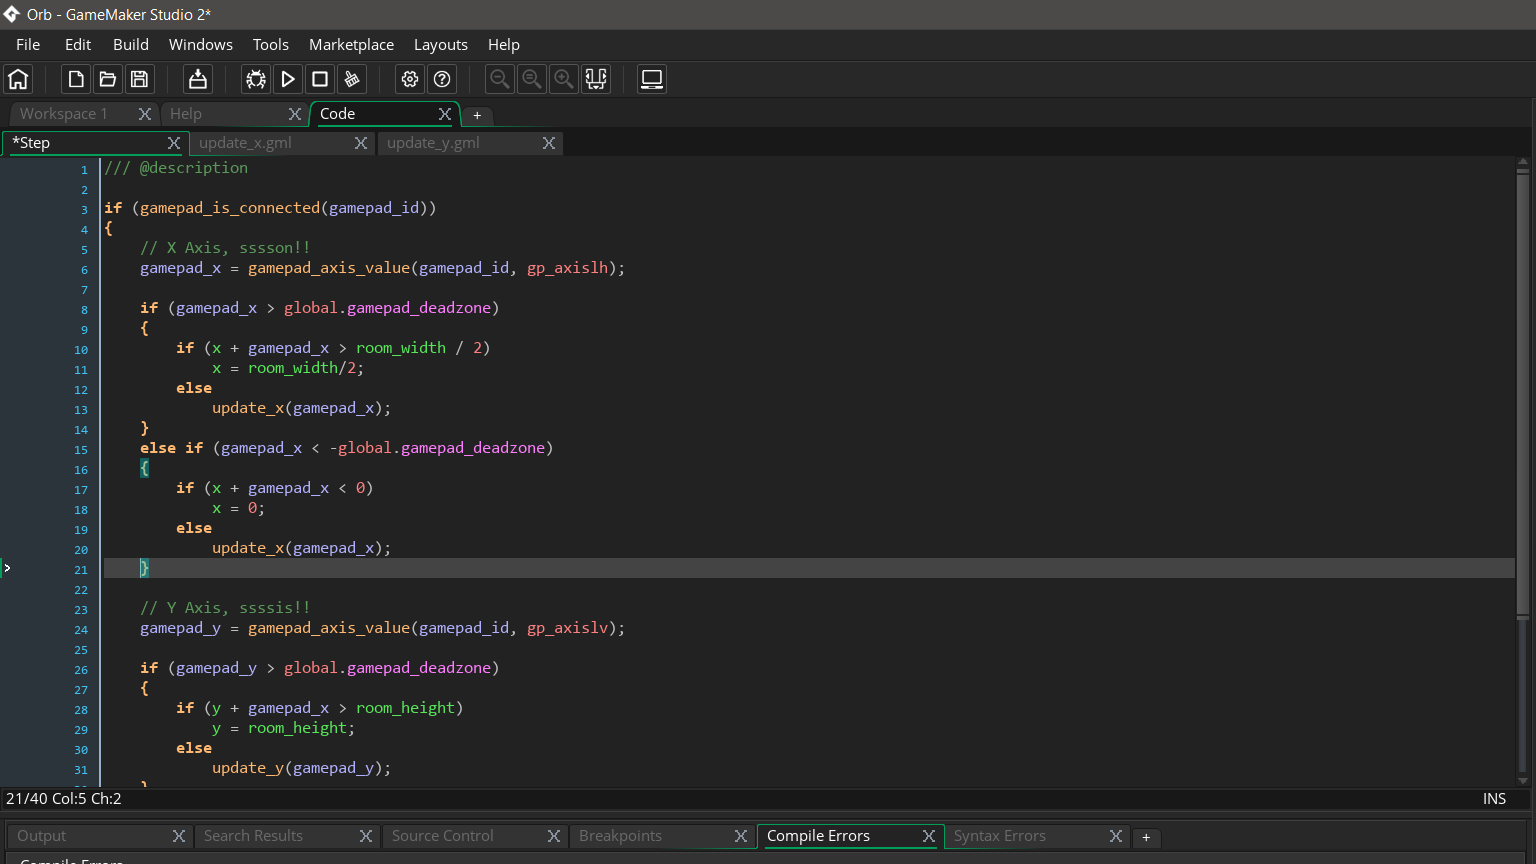 Orb - GameMaker Studio 2*
File Edit Build Windows Tools Marketplace Layouts Help
Workspace 1 X Help X Code X +
*Step X update_x.gml X update_y.gml X
1 /// @description
2
3 if (gamepad_is_connected(gamepad_id))
4 {
5 // X Axis, sssson!!
6 gamepad_x = gamepad_axis_value(gamepad_id, gp_axislh);
7
8 if (gamepad_x > global.gamepad_deadzone)
9 {
10 if (x + gamepad_x > room_width / 2)
11 x = room_width/2;
12 else
13 update_x(gamepad_x);
14 }
15 else if (gamepad_x < -global.gamepad_deadzone)
16 {
17 if (x + gamepad_x < 0)
18 x = 0;
19 else
20 update_x(gamepad_x);
21 }
22
23 // Y Axis, ssssis!!
24 gamepad_y = gamepad_axis_value(gamepad_id, gp_axislv);
25
26 if (gamepad_y > global.gamepad_deadzone)
27 {
28 if (y + gamepad_x > room_height)
29 y = room_height;
30 else
31 update_y(gamepad_y);
21/40 Col:5 Ch:2 INS
Output X Search Results X Source Control X Breakpoints X Compile Errors X Syntax Errors X +
Compile Errors